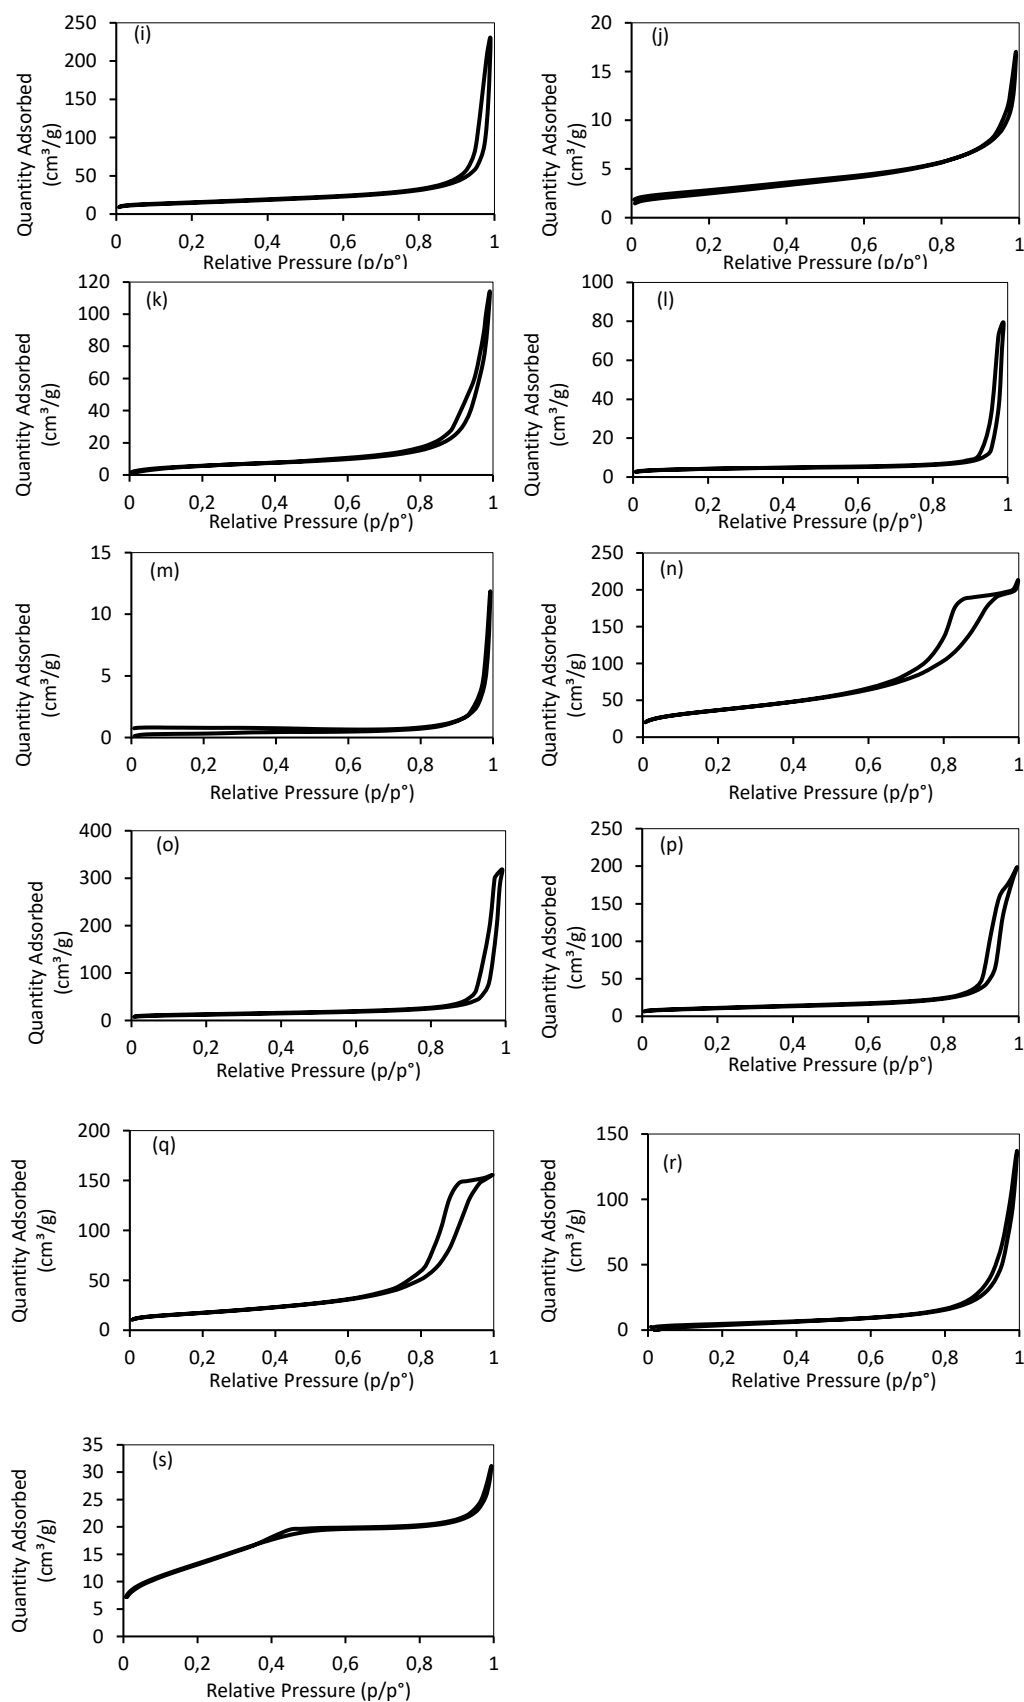 (i)
Quantity Adsorbed
(cm³/g)
250
200
150
100
50
0
0 0,2 0,4 0,6 0,8 1
Relative Pressure (p/p°)
(j)
Quantity Adsorbed
(cm³/g)
20
15
10
5
0
0 0,2 0,4 0,6 0,8 1
Relative Pressure (p/p°)
(k)
Quantity Adsorbed
(cm³/g)
120
100
80
60
40
20
0
0 0,2 0,4 0,6 0,8 1
Relative Pressure (p/p°)
(l)
Quantity Adsorbed
(cm³/g)
100
80
60
40
20
0
0 0,2 0,4 0,6 0,8 1
Relative Pressure (p/p°)
(m)
Quantity Adsorbed
(cm³/g)
15
10
5
0
0 0,2 0,4 0,6 0,8 1
Relative Pressure (p/p°)
(n)
Quantity Adsorbed
(cm³/g)
250
200
150
100
50
0
0 0,2 0,4 0,6 0,8 1
Relative Pressure (p/p°)
(o)
Quantity Adsorbed
(cm³/g)
400
300
200
100
0
0 0,2 0,4 0,6 0,8 1
Relative Pressure (p/p°)
(p)
Quantity Adsorbed
(cm³/g)
250
200
150
100
50
0
0 0,2 0,4 0,6 0,8 1
Relative Pressure (p/p°)
(q)
Quantity Adsorbed
(cm³/g)
200
150
100
50
0
0 0,2 0,4 0,6 0,8 1
Relative Pressure (p/p°)
(r)
Quantity Adsorbed
(cm³/g)
150
100
50
0
0 0,2 0,4 0,6 0,8 1
Relative Pressure (p/p°)
(s)
Quantity Adsorbed
(cm³/g)
35
30
25
20
15
10
5
0
0 0,2 0,4 0,6 0,8 1
Relative Pressure (p/p°)